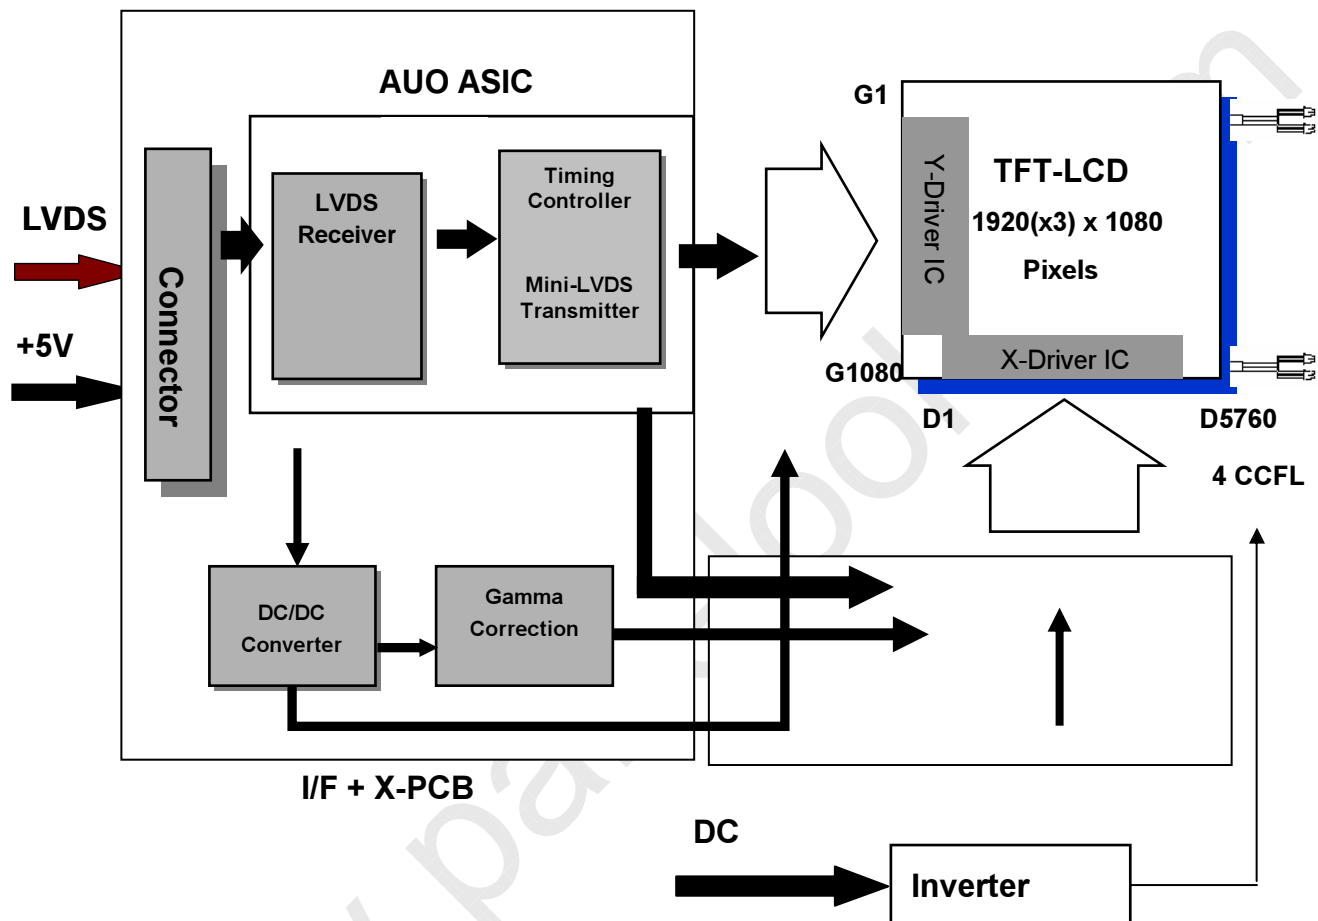 AUO ASIC
G1
Timing
Controller
Mini-LVDS
Transmitter
LVDS
Receiver
LVDS
+5V
Connector
Y-Driver IC
TFT-LCD
1920(x3) x 1080
Pixels
X-Driver IC
G1080
D1
D5760
4 CCFL
DC/DC
Converter
Gamma
Correction
I/F + X-PCB
DC
Inverter